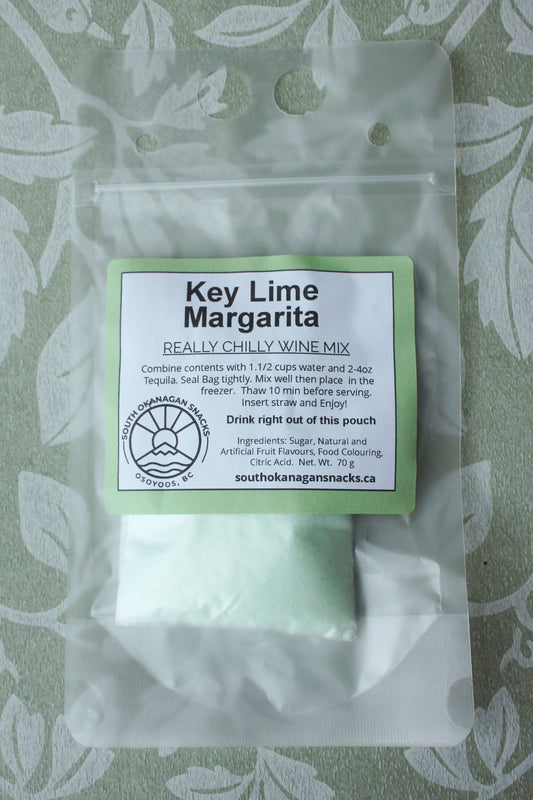 Key Lime
Margarita
REALLY CHILLY WINE MIX
Combine contents with 1.1/2 cups water and 2-4oz
Tequila. Seal Bag tightly. Mix well then place in the
freezer. Thaw 10 min before serving.
Insert straw and Enjoy!
Drink right out of this pouch
Ingredients: Sugar, Natural and
Artificial Fruit Flavours, Food Colouring,
Citric Acid. Net. Wt. 70 g
southokanagansnacks.ca
SOUTH OKANAGAN SNACKS
OSOYOOS, BC